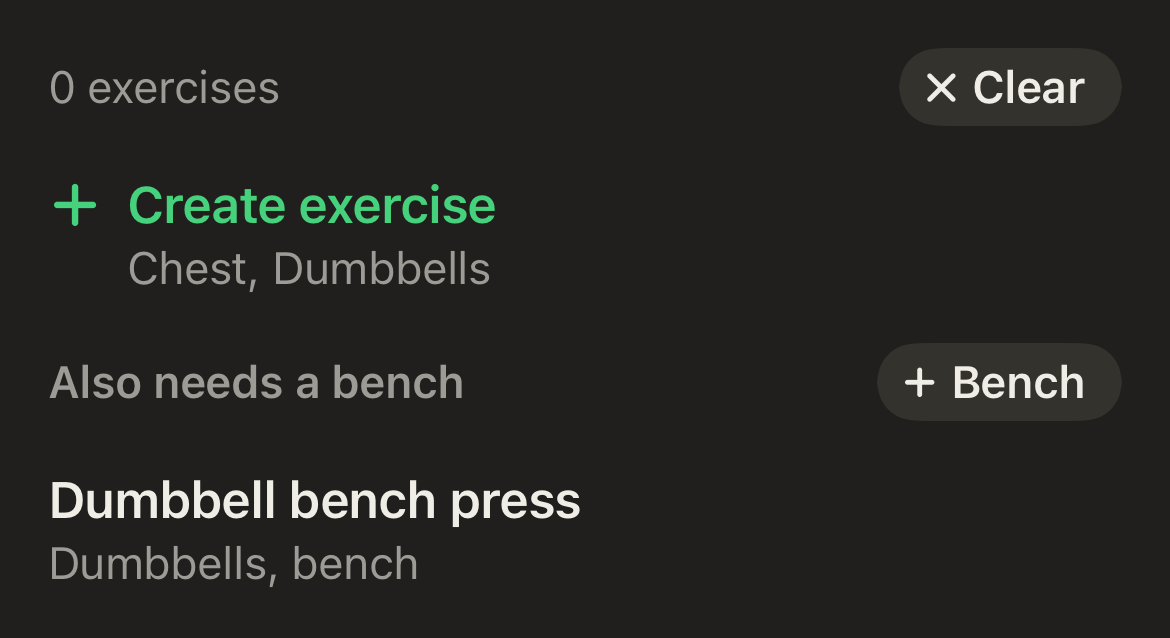 0 exercises
Clear
Create exercise
Chest, Dumbbells
Also needs a bench
Bench
Dumbbell bench press
Dumbbells, bench